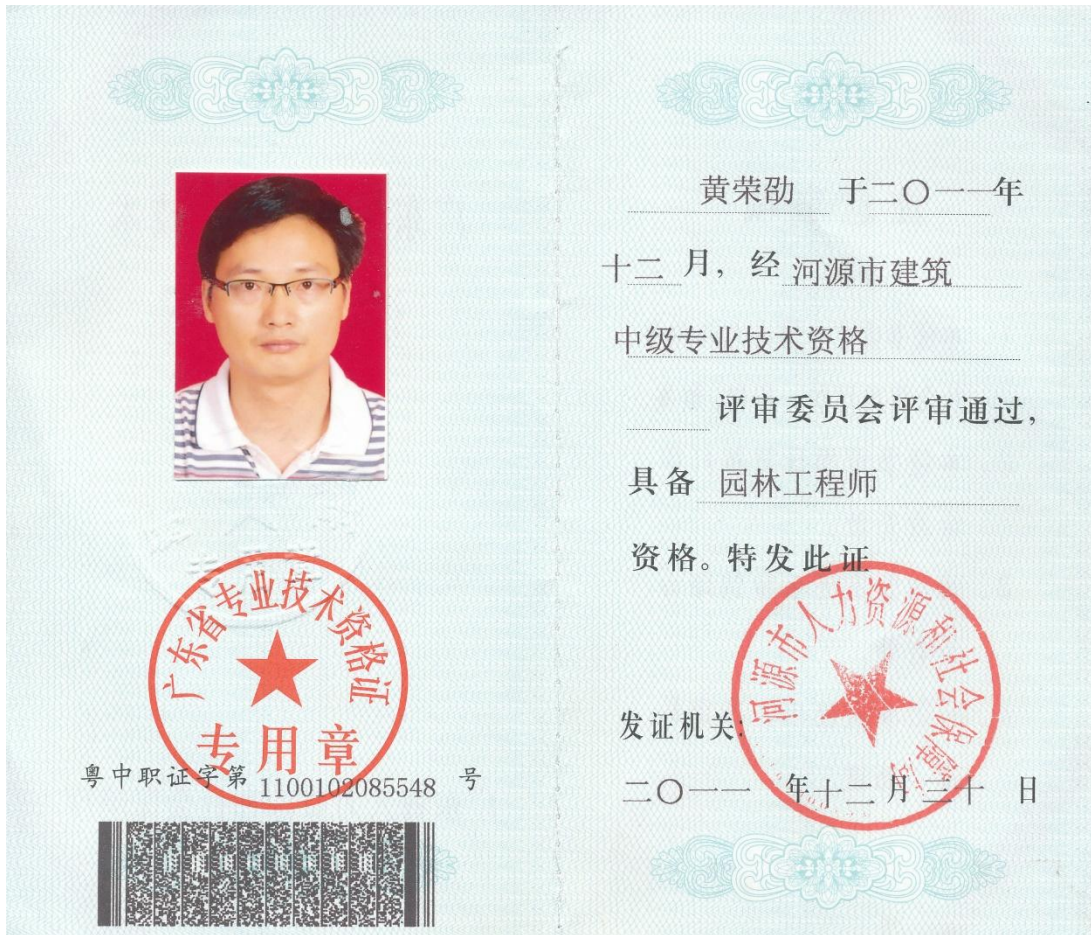 广东省专业技术资格证
专用章
粤中职证字第 1100102085548 号
黄荣劭 于二〇一一年
十二月，经 河源市建筑
中级专业技术资格
评审委员会评审通过，
具备 园林工程师
资格。特发此证
河源市人力资源和社会保障局
发证机关:
二〇一一 年十二月三十 日